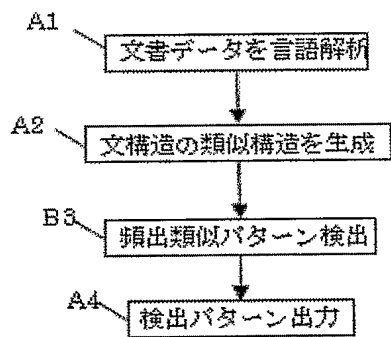 A1
文書データを言語解析
A2
文構造の類似構造を生成
B3
頻出類似パターン検出
A4
検出パターン出力